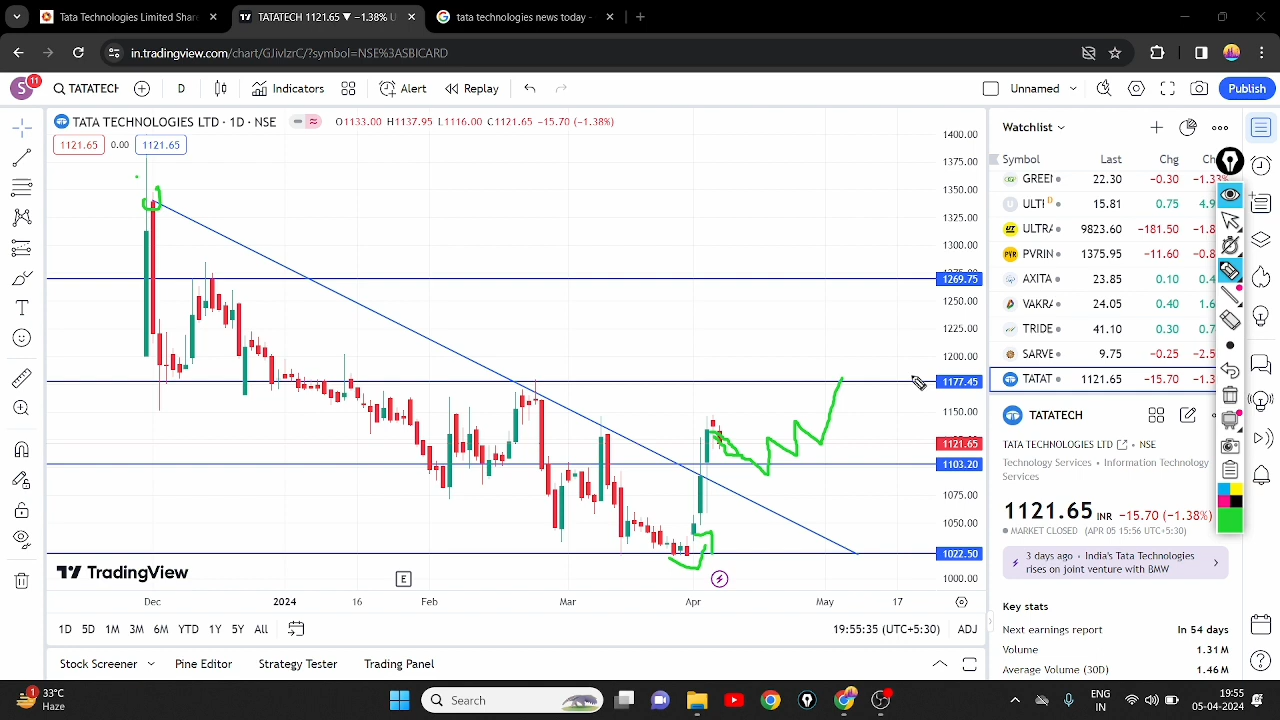 Tata Technologies Limited Share
TATATECH 1121.65 ▼ −1.38% U
tata technologies news today -
in.tradingview.com/chart/GJivIzrC/?symbol=NSE%3ASBICARD
S 11 TATATECH D Indicators Alert Replay Unnamed Publish
TATA TECHNOLOGIES LTD · 1D · NSE O1133.00 H1137.95 L1116.00 C1121.65 −15.70 (−1.38%)
1121.65 0.00 1121.65
1400.00
1375.00
1350.00
1325.00
1300.00
1269.75
1250.00
1225.00
1200.00
1177.45
1150.00
1121.65
1103.20
1075.00
1050.00
1022.50
1000.00
TradingView
E
Dec 2024 16 Feb Mar Apr May 17
1D 5D 1M 3M 6M YTD 1Y 5Y All 19:55:35 (UTC+5:30) ADJ
Stock Screener Pine Editor Strategy Tester Trading Panel
Watchlist
Symbol Last Chg Ch
GREEN 22.30 −0.30 −1.33%
ULTI D 15.81 0.75 4.9
ULTRA 9823.60 −181.50 −1.8
PVRIN 1375.95 −11.60 −0.8
AXITA 23.85 0.10 0.4
VAKRA 24.05 0.40 1.6
TRIDE 41.10 0.30 0.7
SARVE 9.75 −0.25 −2.5
TATAT 1121.65 −15.70 −1.3
TATATECH
TATA TECHNOLOGIES LTD • NSE
Technology Services • Information Technology
Services
1121.65 INR −15.70 (−1.38%)
MARKET CLOSED (APR 05 15:56 UTC+5:30)
3 days ago • India's Tata Technologies
rises on joint venture with BMW
Key stats
Next earnings report In 54 days
Volume 1.31 M
Average Volume (30D) 1.46 M
1 33°C
Haze
Search
ENG
IN
19:55
05-04-2024